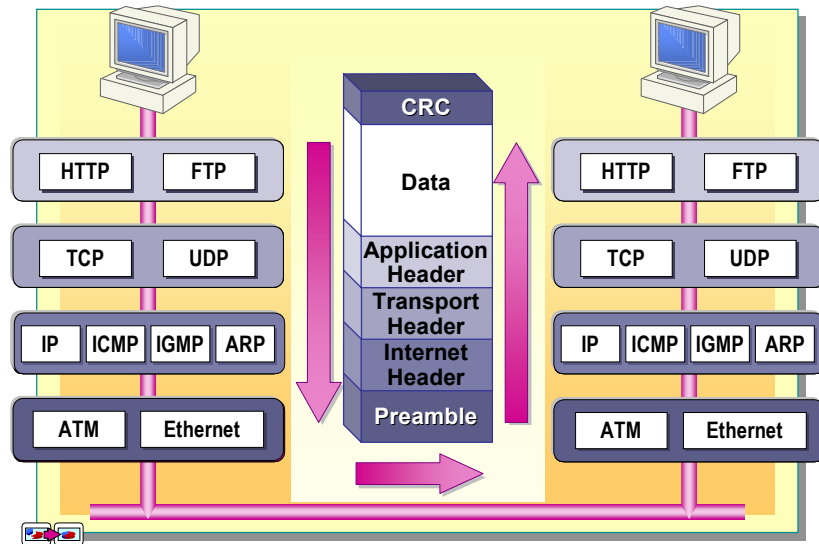 CRC
Data
Application
Header
Transport
Header
Internet
Header
Preamble
HTTP FTP
TCP UDP
IP ICMP IGMP ARP
ATM Ethernet
HTTP FTP
TCP UDP
IP ICMP IGMP ARP
ATM Ethernet